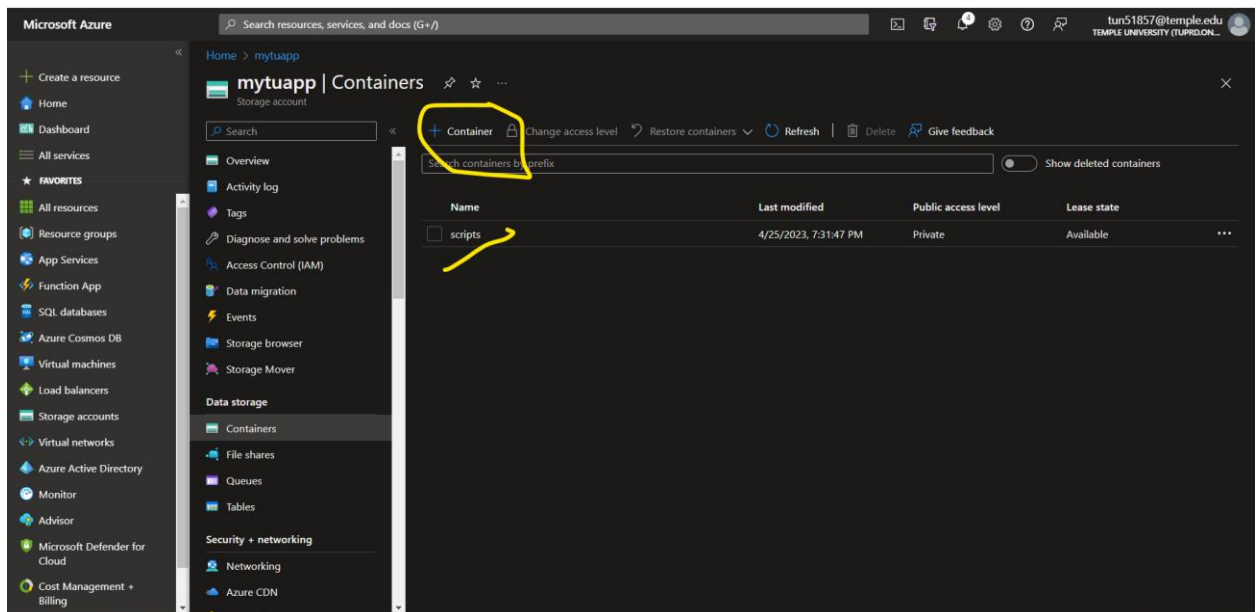 Microsoft Azure
Search resources, services, and docs (G+/)
4
tun51857@temple.edu
TEMPLE UNIVERSITY (TUPRD.ON...
Create a resource
Home
Dashboard
All services
FAVORITES
All resources
Resource groups
App Services
Function App
SQL databases
Azure Cosmos DB
Virtual machines
Load balancers
Storage accounts
Virtual networks
Azure Active Directory
Monitor
Advisor
Microsoft Defender for
Cloud
Cost Management +
Billing
Home > mytuapp
mytuapp | Containers
Storage account
Search
Overview
Activity log
Tags
Diagnose and solve problems
Access Control (IAM)
Data migration
Events
Storage browser
Storage Mover
Data storage
Containers
File shares
Queues
Tables
Security + networking
Networking
Azure CDN
+ Container Change access level Restore containers Refresh | Delete Give feedback
Search containers by prefix
Show deleted containers
Name Last modified Public access level Lease state
scripts 4/25/2023, 7:31:47 PM Private Available ...